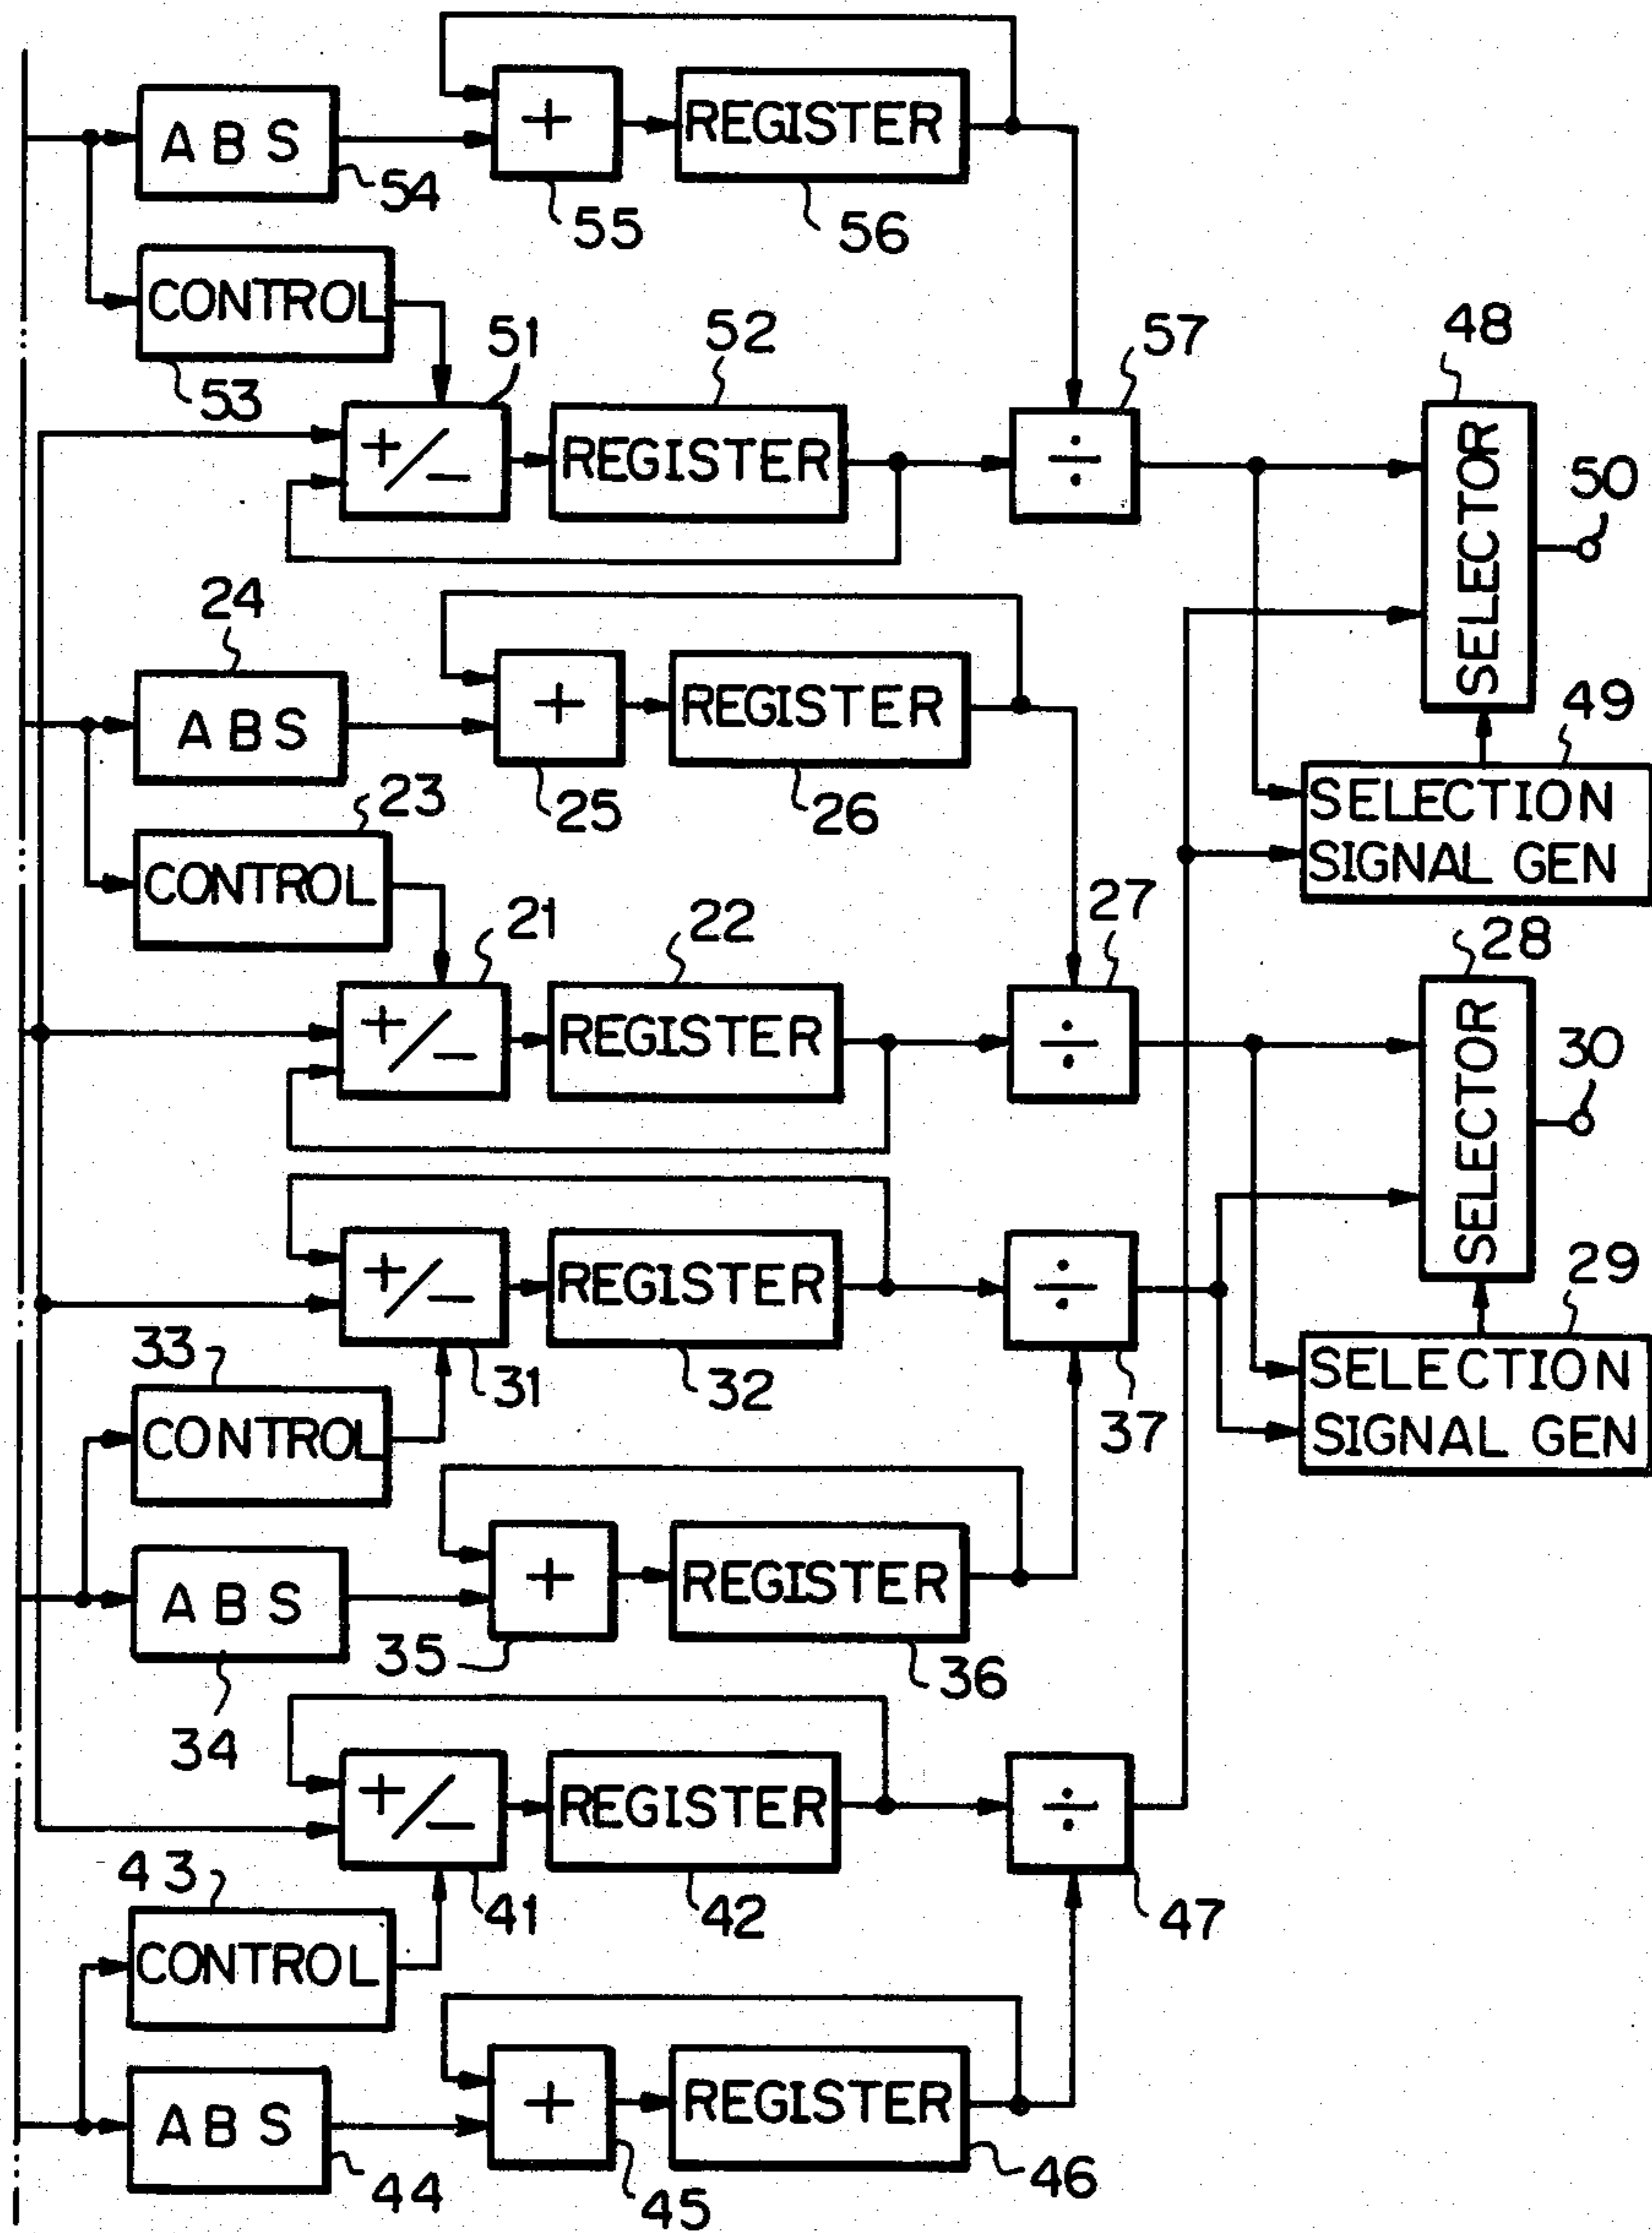 +
REGISTER
ABS
54
55
56
CONTROL
53
51
52
57
48
+/−
REGISTER
÷
SELECTOR
50
24
ABS
+
REGISTER
49
23
25
26
SELECTION
SIGNAL GEN
CONTROL
21
22
27
28
+/−
REGISTER
÷
SELECTOR
30
+/−
REGISTER
÷
29
33
31
32
37
SELECTION
SIGNAL GEN
CONTROL
ABS
+
REGISTER
34
35
36
+/−
REGISTER
÷
43
41
42
47
CONTROL
ABS
+
REGISTER
44
45
46